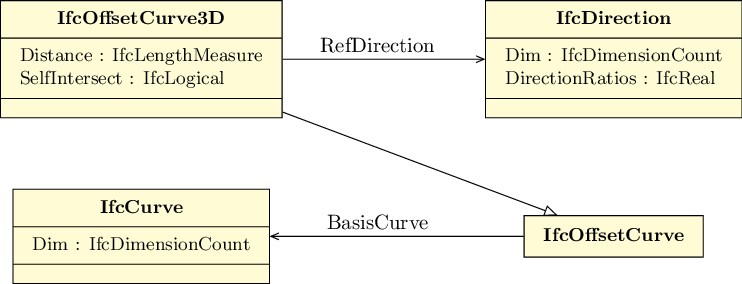 IfcOffsetCurve3D
Distance : IfcLengthMeasure
SelfIntersect : IfcLogical
RefDirection
IfcDirection
Dim : IfcDimensionCount
DirectionRatios : IfcReal
IfcCurve
Dim : IfcDimensionCount
BasisCurve
IfcOffsetCurve